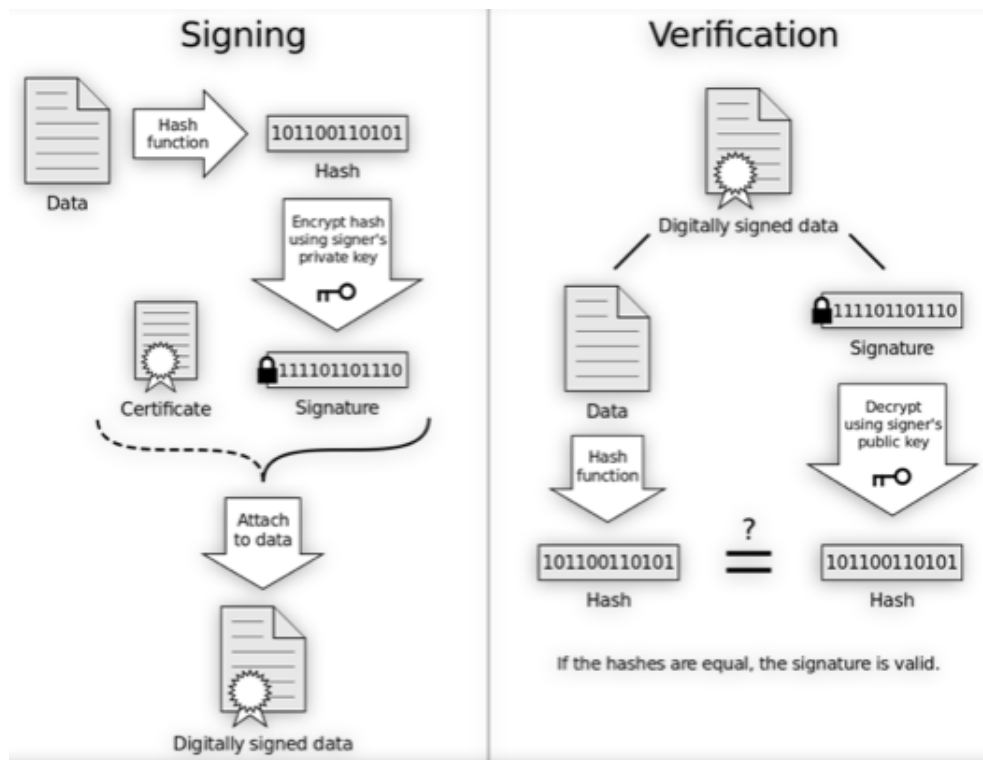 Signing
Data
Hash
function
101100110101
Hash
Encrypt hash
using signer's
private key
Certificate
111101101110
Signature
Attach
to data
Digitally signed data
Verification
Digitally signed data
Data
111101101110
Signature
Hash
function
Decrypt
using signer's
public key
101100110101
Hash
?
101100110101
Hash
If the hashes are equal, the signature is valid.